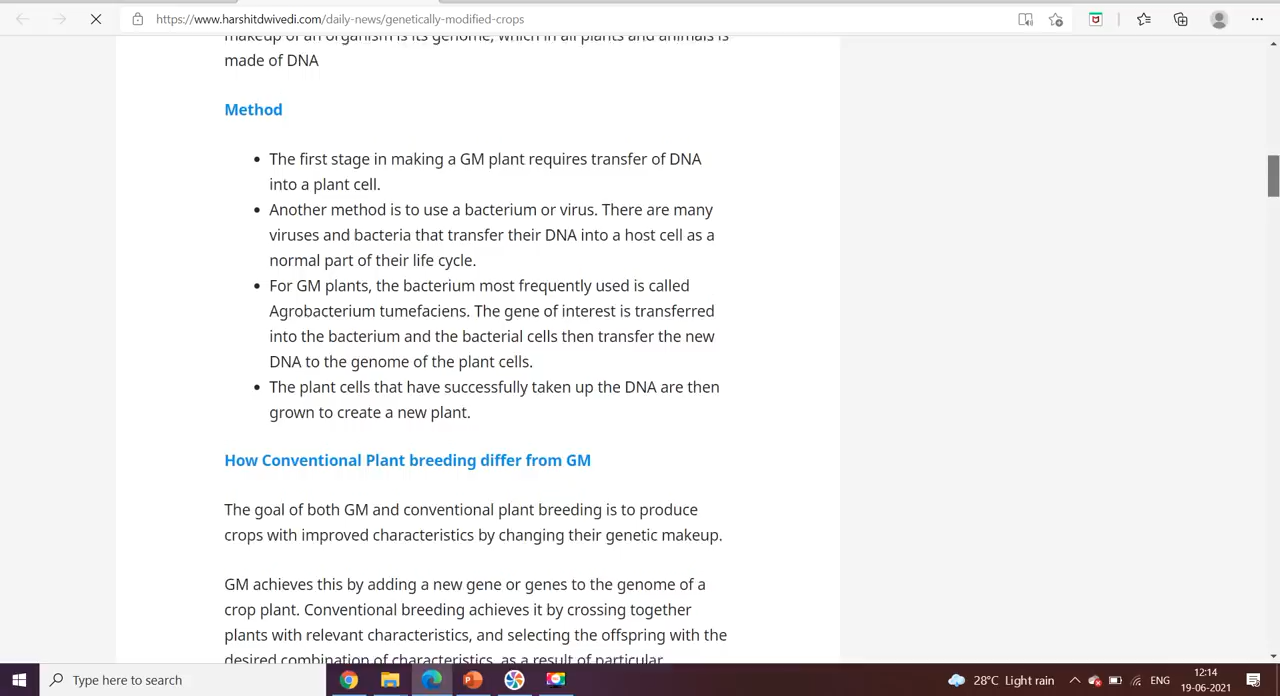 https://www.harshitdwivedi.com/daily-news/genetically-modified-crops
makeup of an organism is its genome, which in all plants and animals is
made of DNA
Method
The first stage in making a GM plant requires transfer of DNA
into a plant cell.
Another method is to use a bacterium or virus. There are many
viruses and bacteria that transfer their DNA into a host cell as a
normal part of their life cycle.
For GM plants, the bacterium most frequently used is called
Agrobacterium tumefaciens. The gene of interest is transferred
into the bacterium and the bacterial cells then transfer the new
DNA to the genome of the plant cells.
The plant cells that have successfully taken up the DNA are then
grown to create a new plant.
How Conventional Plant breeding differ from GM
The goal of both GM and conventional plant breeding is to produce
crops with improved characteristics by changing their genetic makeup.
GM achieves this by adding a new gene or genes to the genome of a
crop plant. Conventional breeding achieves it by crossing together
plants with relevant characteristics, and selecting the offspring with the
desired combination of characteristics, as a result of particular
Type here to search
28°C Light rain
ENG
12:14
19-06-2021